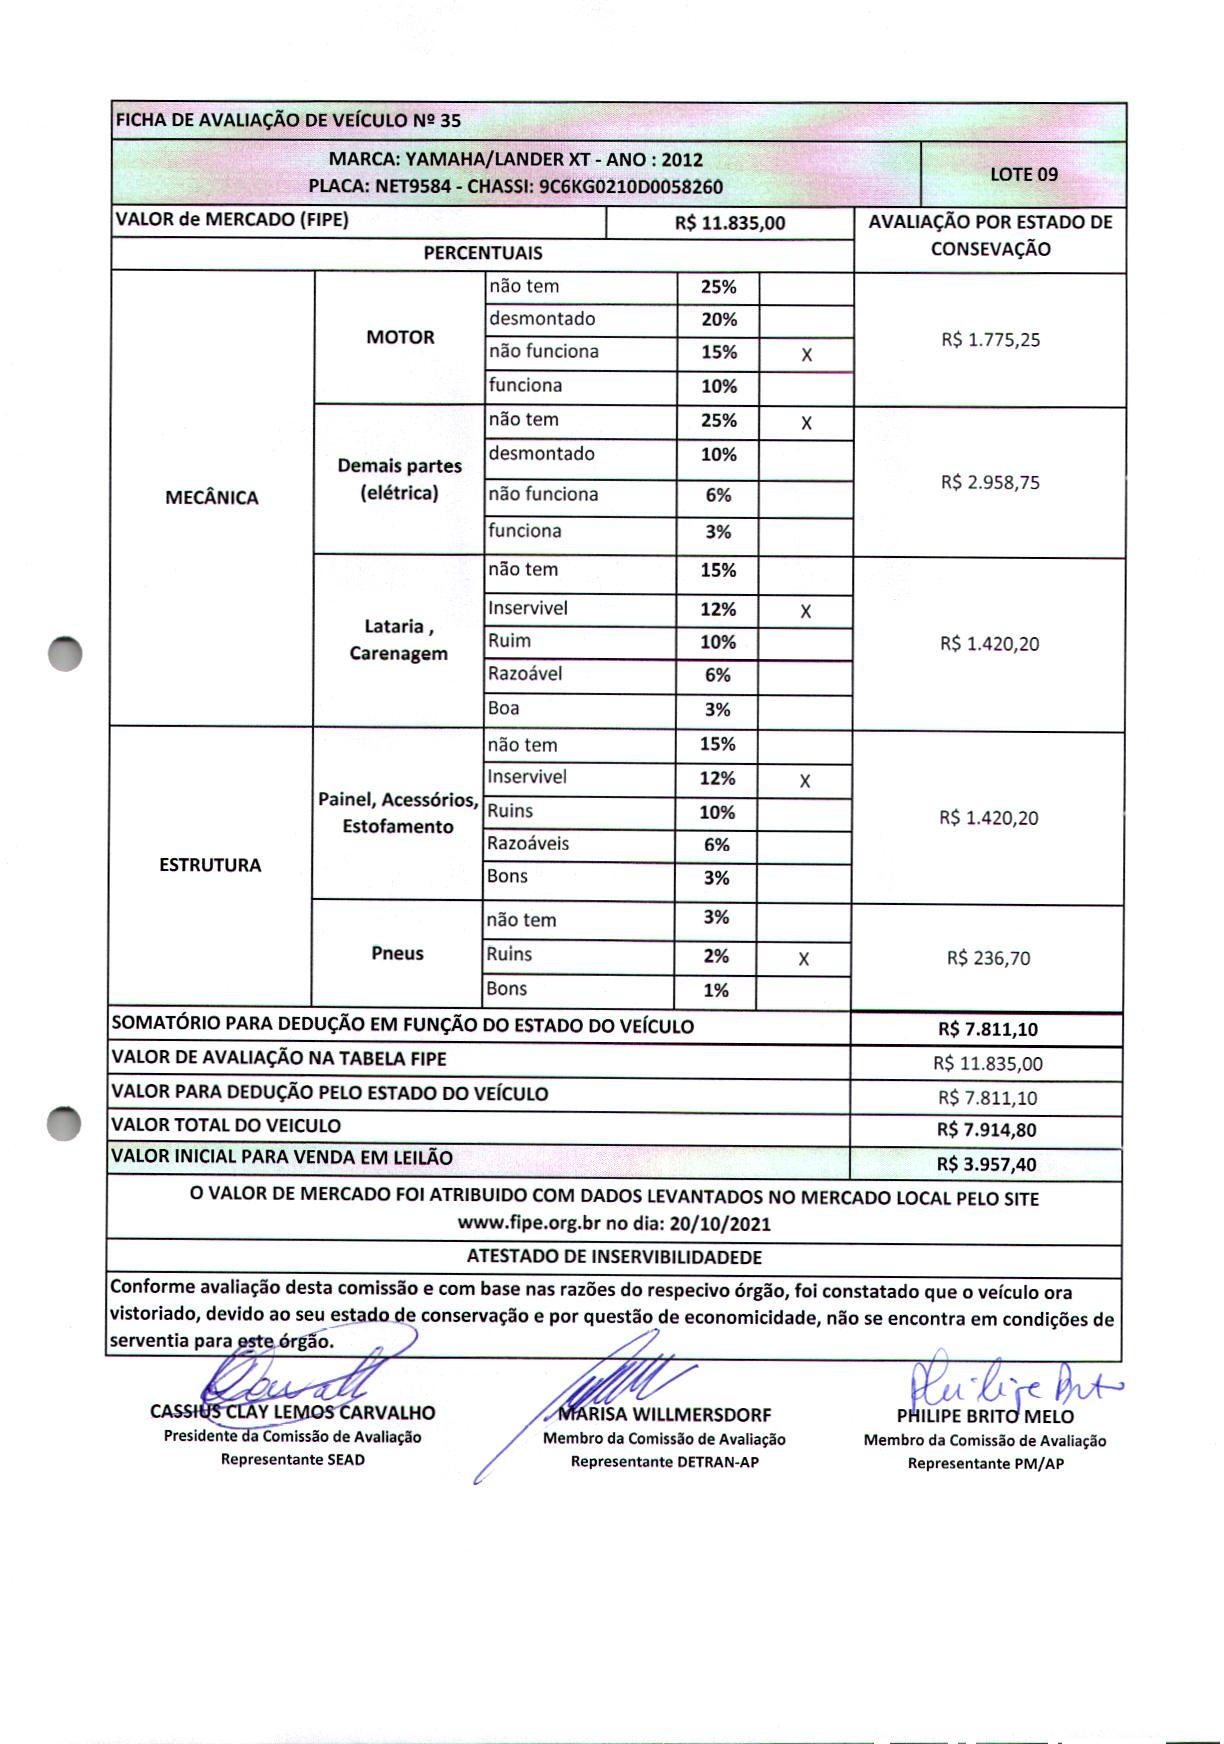 FICHA DE AVALIAÇÃO DE VEÍCULO Nº 35
MARCA: YAMAHA/LANDER XT - ANO : 2012
PLACA: NET9584 - CHASSI: 9C6KG0210D0058260
LOTE 09
VALOR de MERCADO (FIPE) R$ 11.835,00
AVALIAÇÃO POR ESTADO DE
CONSEVAÇÃO
PERCENTUAIS
MECÂNICA
MOTOR
não tem 25%
desmontado 20%
não funciona 15% X
funciona 10%
R$ 1.775,25
Demais partes
(elétrica)
não tem 25% X
desmontado 10%
não funciona 6%
funciona 3%
R$ 2.958,75
Lataria ,
Carenagem
não tem 15%
Inservivel 12% X
Ruim 10%
Razoável 6%
Boa 3%
R$ 1.420,20
ESTRUTURA
Painel, Acessórios,
Estofamento
não tem 15%
Inservivel 12% X
Ruins 10%
Razoáveis 6%
Bons 3%
R$ 1.420,20
Pneus
não tem 3%
Ruins 2% X
Bons 1%
R$ 236,70
SOMATÓRIO PARA DEDUÇÃO EM FUNÇÃO DO ESTADO DO VEÍCULO R$ 7.811,10
VALOR DE AVALIAÇÃO NA TABELA FIPE R$ 11.835,00
VALOR PARA DEDUÇÃO PELO ESTADO DO VEÍCULO R$ 7.811,10
VALOR TOTAL DO VEICULO R$ 7.914,80
VALOR INICIAL PARA VENDA EM LEILÃO R$ 3.957,40
O VALOR DE MERCADO FOI ATRIBUIDO COM DADOS LEVANTADOS NO MERCADO LOCAL PELO SITE
www.fipe.org.br no dia: 20/10/2021
ATESTADO DE INSERVIBILIDADEDE
Conforme avaliação desta comissão e com base nas razões do respecivo órgão, foi constatado que o veículo ora
vistoriado, devido ao seu estado de conservação e por questão de economicidade, não se encontra em condições de
serventia para este órgão.
Philipe Brito
CASSIUS CLAY LEMOS CARVALHO
Presidente da Comissão de Avaliação
Representante SEAD
MARISA WILLMERSDORF
Membro da Comissão de Avaliação
Representante DETRAN-AP
PHILIPE BRITO MELO
Membro da Comissão de Avaliação
Representante PM/AP